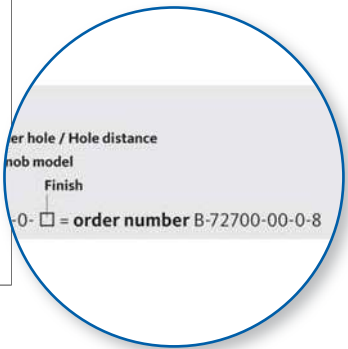 er hole / Hole distance
nob model
Finish
-0- □ = order number B-72700-00-0-8